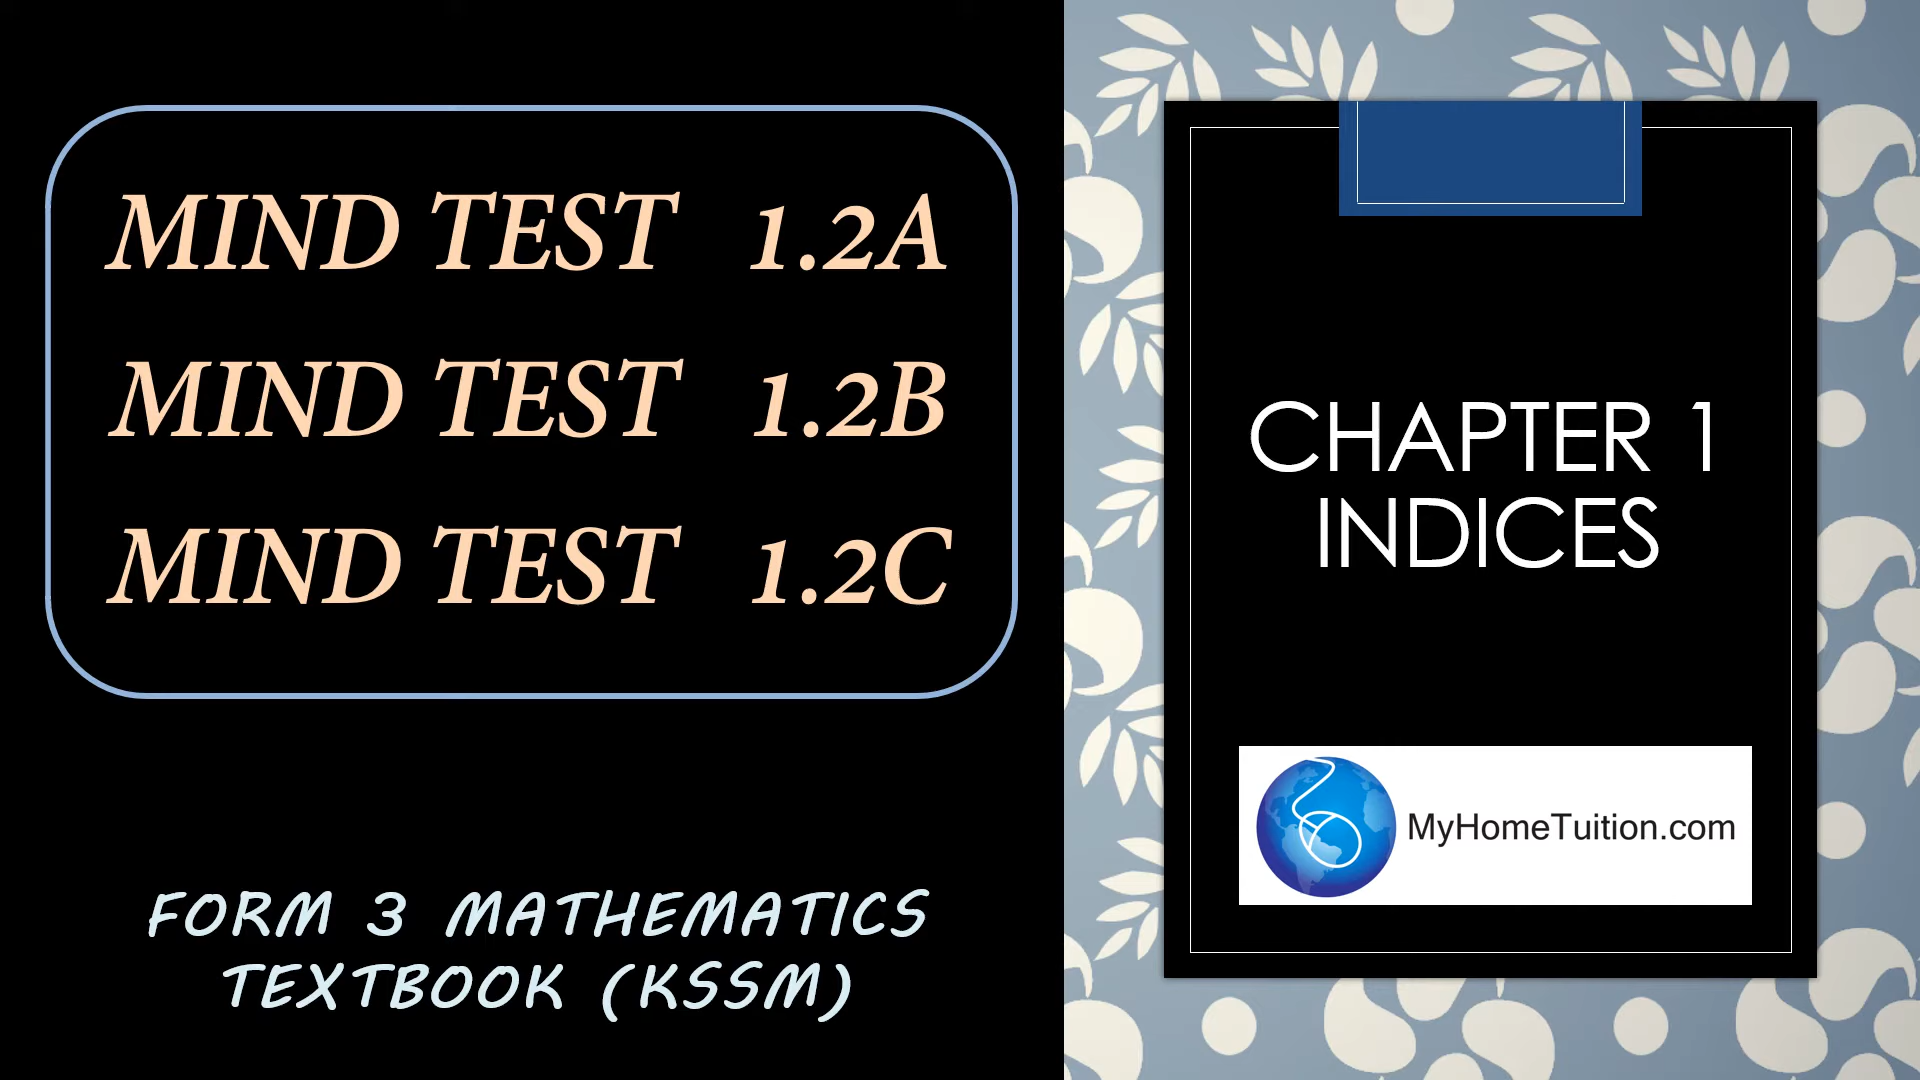 MIND TEST 1.2A
MIND TEST 1.2B
MIND TEST 1.2C
FORM 3 MATHEMATICS
TEXTBOOK (KSSM)
CHAPTER 1
INDICES
MyHomeTuition.com